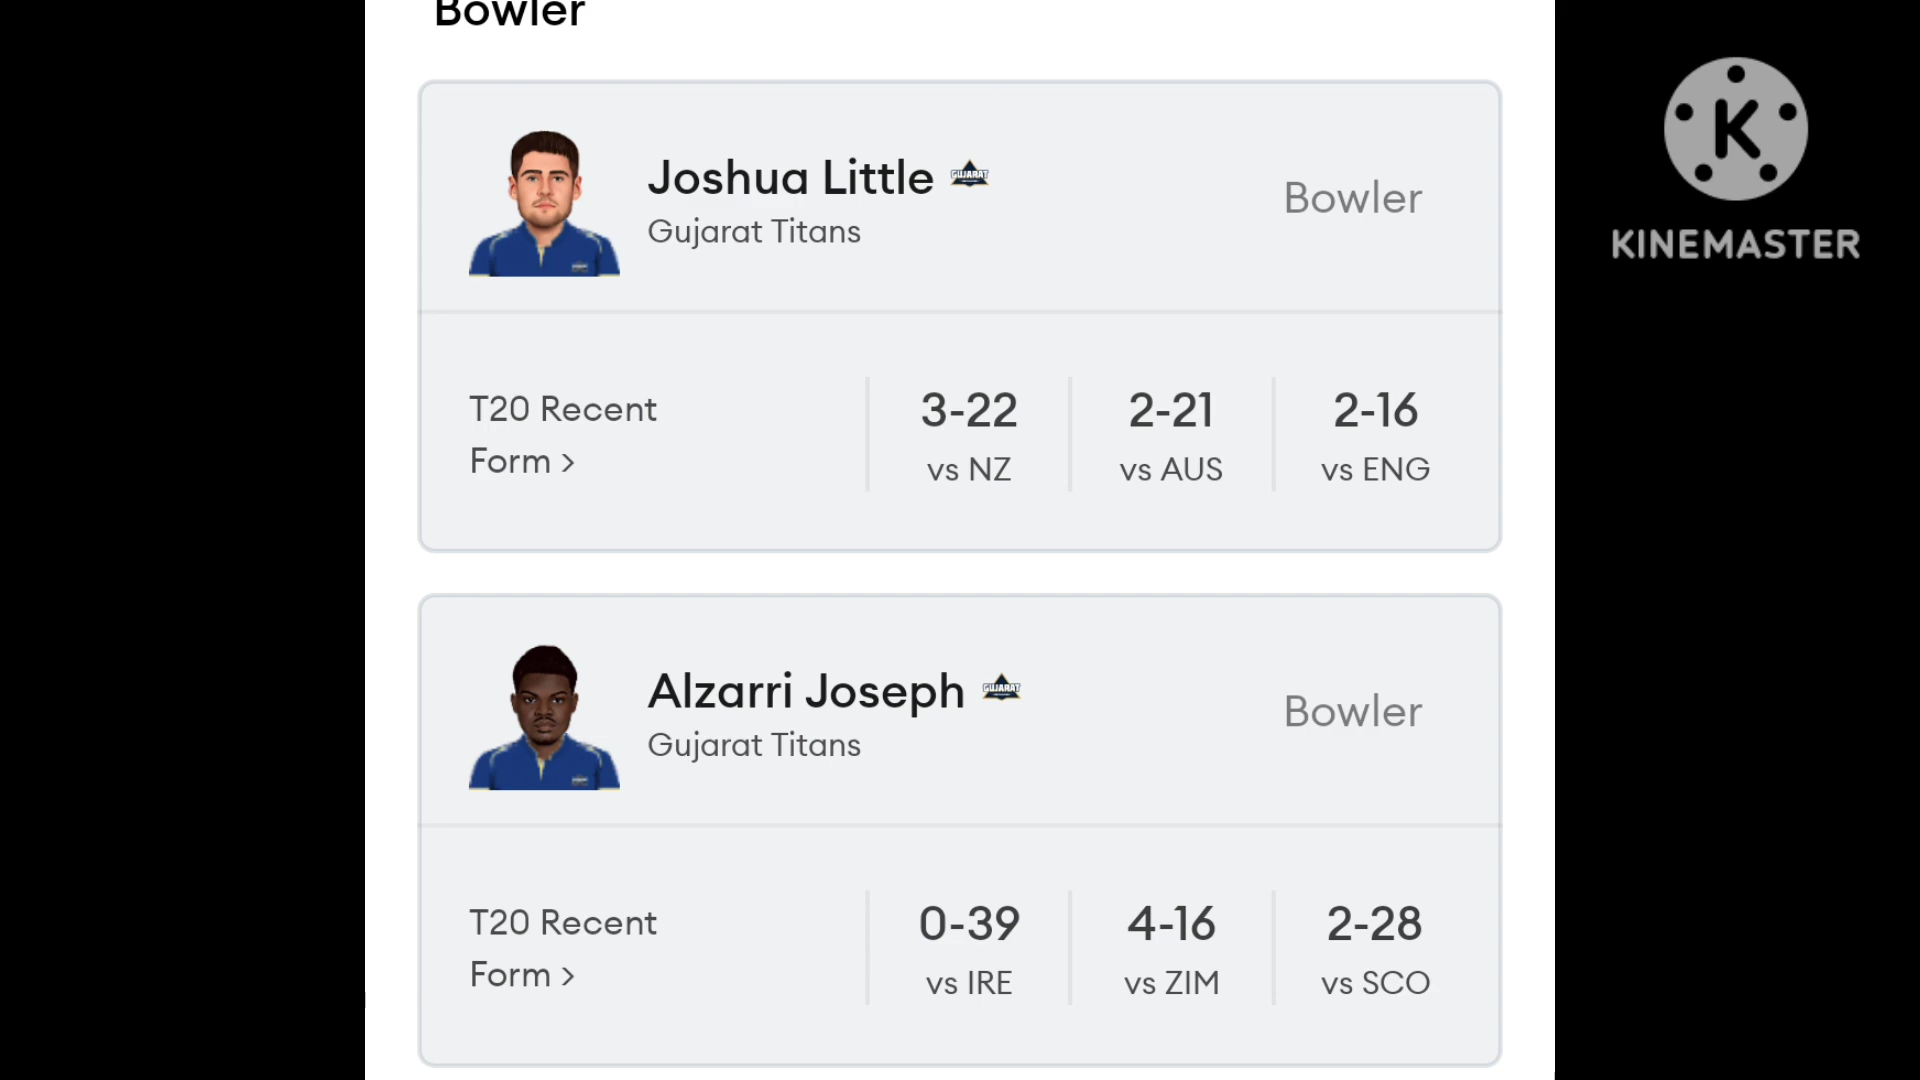 Bowler
Joshua Little
GUJARAT
Gujarat Titans
Bowler
T20 Recent
Form >
3-22
vs NZ
2-21
vs AUS
2-16
vs ENG
Alzarri Joseph
GUJARAT
Gujarat Titans
Bowler
T20 Recent
Form >
0-39
vs IRE
4-16
vs ZIM
2-28
vs SCO
K
KINEMASTER